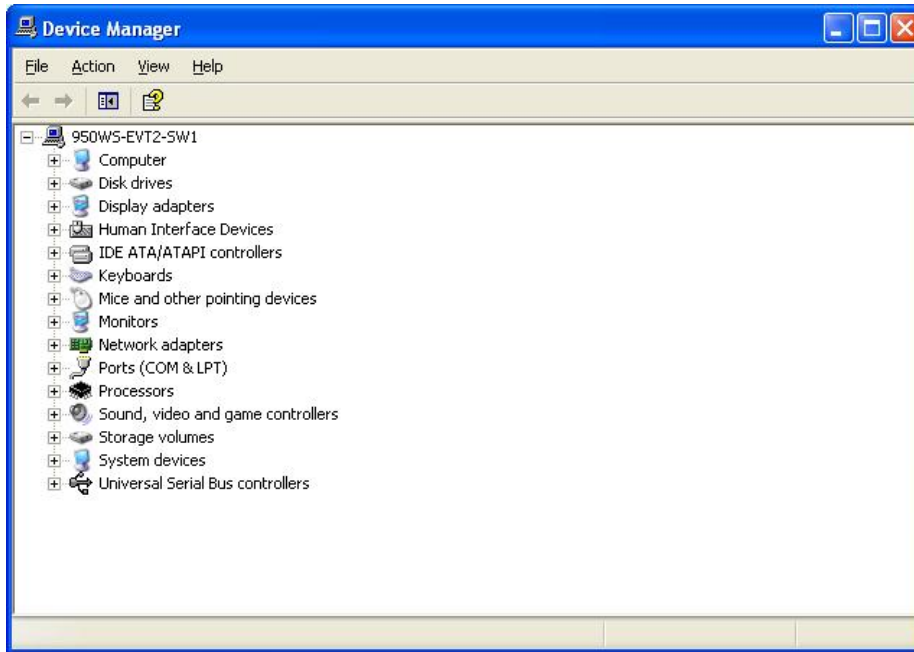 Device Manager
File Action View Help
950WS-EVT2-SW1
Computer
Disk drives
Display adapters
Human Interface Devices
IDE ATA/ATAPI controllers
Keyboards
Mice and other pointing devices
Monitors
Network adapters
Ports (COM & LPT)
Processors
Sound, video and game controllers
Storage volumes
System devices
Universal Serial Bus controllers